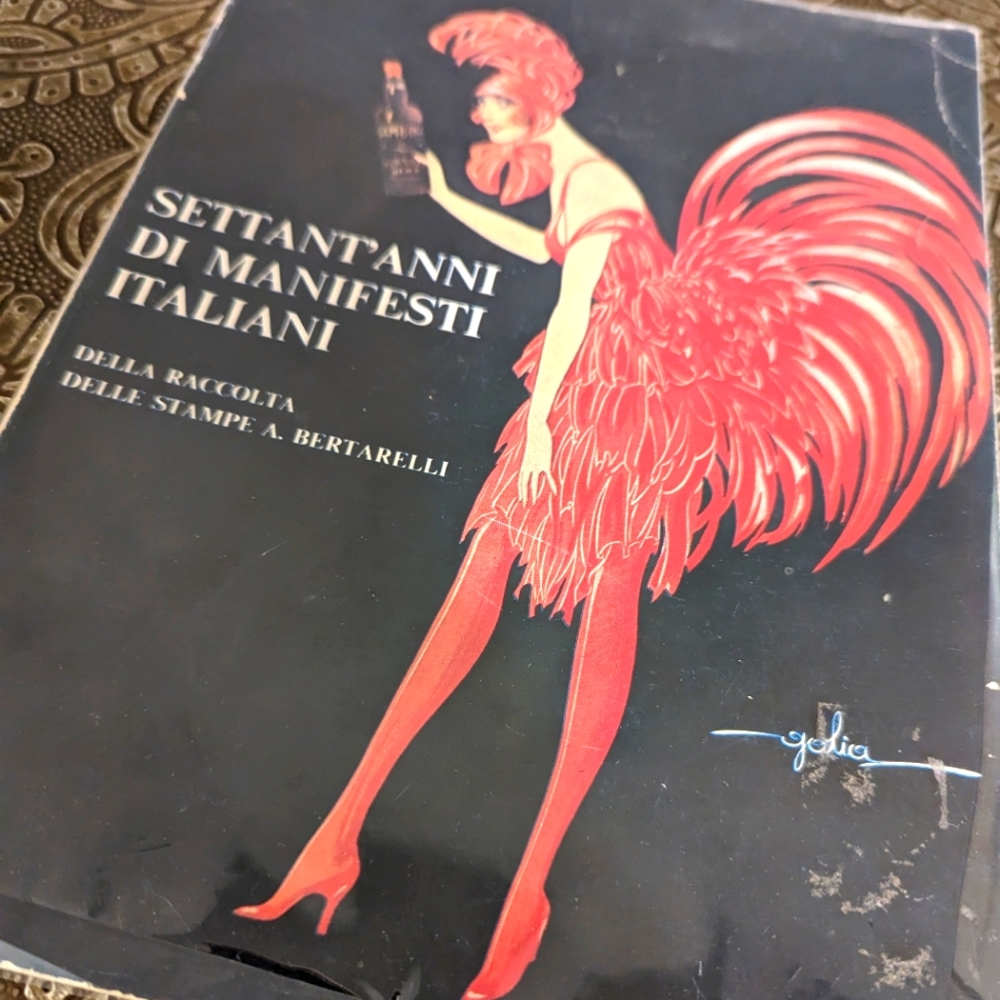 SETTANT'ANNI
DI MANIFESTI
ITALIANI
DELLA RACCOLTA
DELLE STAMPE A. BERTARELLI
golia